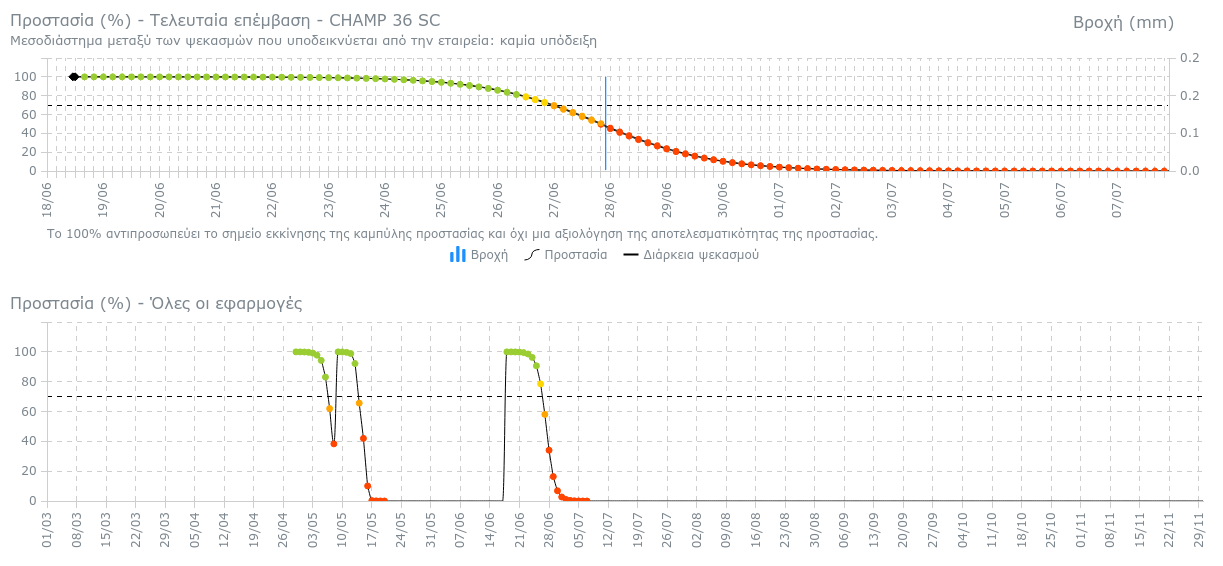 Προστασία (%) - Τελευταία επέμβαση - CHAMP 36 SC
Βροχή (mm)
Μεσοδιάστημα μεταξύ των ψεκασμών που υποδεικνύεται από την εταιρεία: καμία υπόδειξη
100
80
60
40
20
0
0.2
0.2
0.1
0.0
18/06 19/06 20/06 21/06 22/06 23/06 24/06 25/06 26/06 27/06 28/06 29/06 30/06 01/07 02/07 03/07 04/07 05/07 06/07 07/07
Το 100% αντιπροσωπεύει το σημείο εκκίνησης της καμπύλης προστασίας και όχι μια αξιολόγηση της αποτελεσματικότητας της προστασίας.
Βροχή Προστασία Διάρκεια ψεκασμού
Προστασία (%) - Όλες οι εφαρμογές
100
80
60
40
20
0
01/03 08/03 15/03 22/03 29/03 05/04 12/04 19/04 26/04 03/05 10/05 17/05 24/05 31/05 07/06 14/06 21/06 28/06 05/07 12/07 19/07 26/07 02/08 09/08 16/08 23/08 30/08 06/09 13/09 20/09 27/09 04/10 11/10 18/10 25/10 01/11 08/11 15/11 22/11 29/11